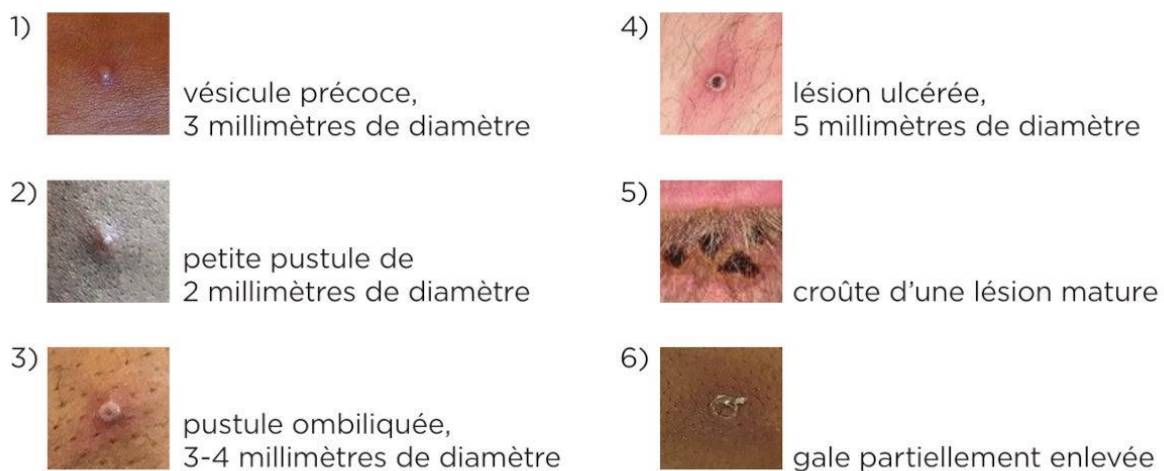 1)
vésicule précoce,
3 millimètres de diamètre
2)
petite pustule de
2 millimètres de diamètre
3)
pustule ombiliquée,
3-4 millimètres de diamètre
4)
lésion ulcérée,
5 millimètres de diamètre
5)
croûte d’une lésion mature
6)
gale partiellement enlevée